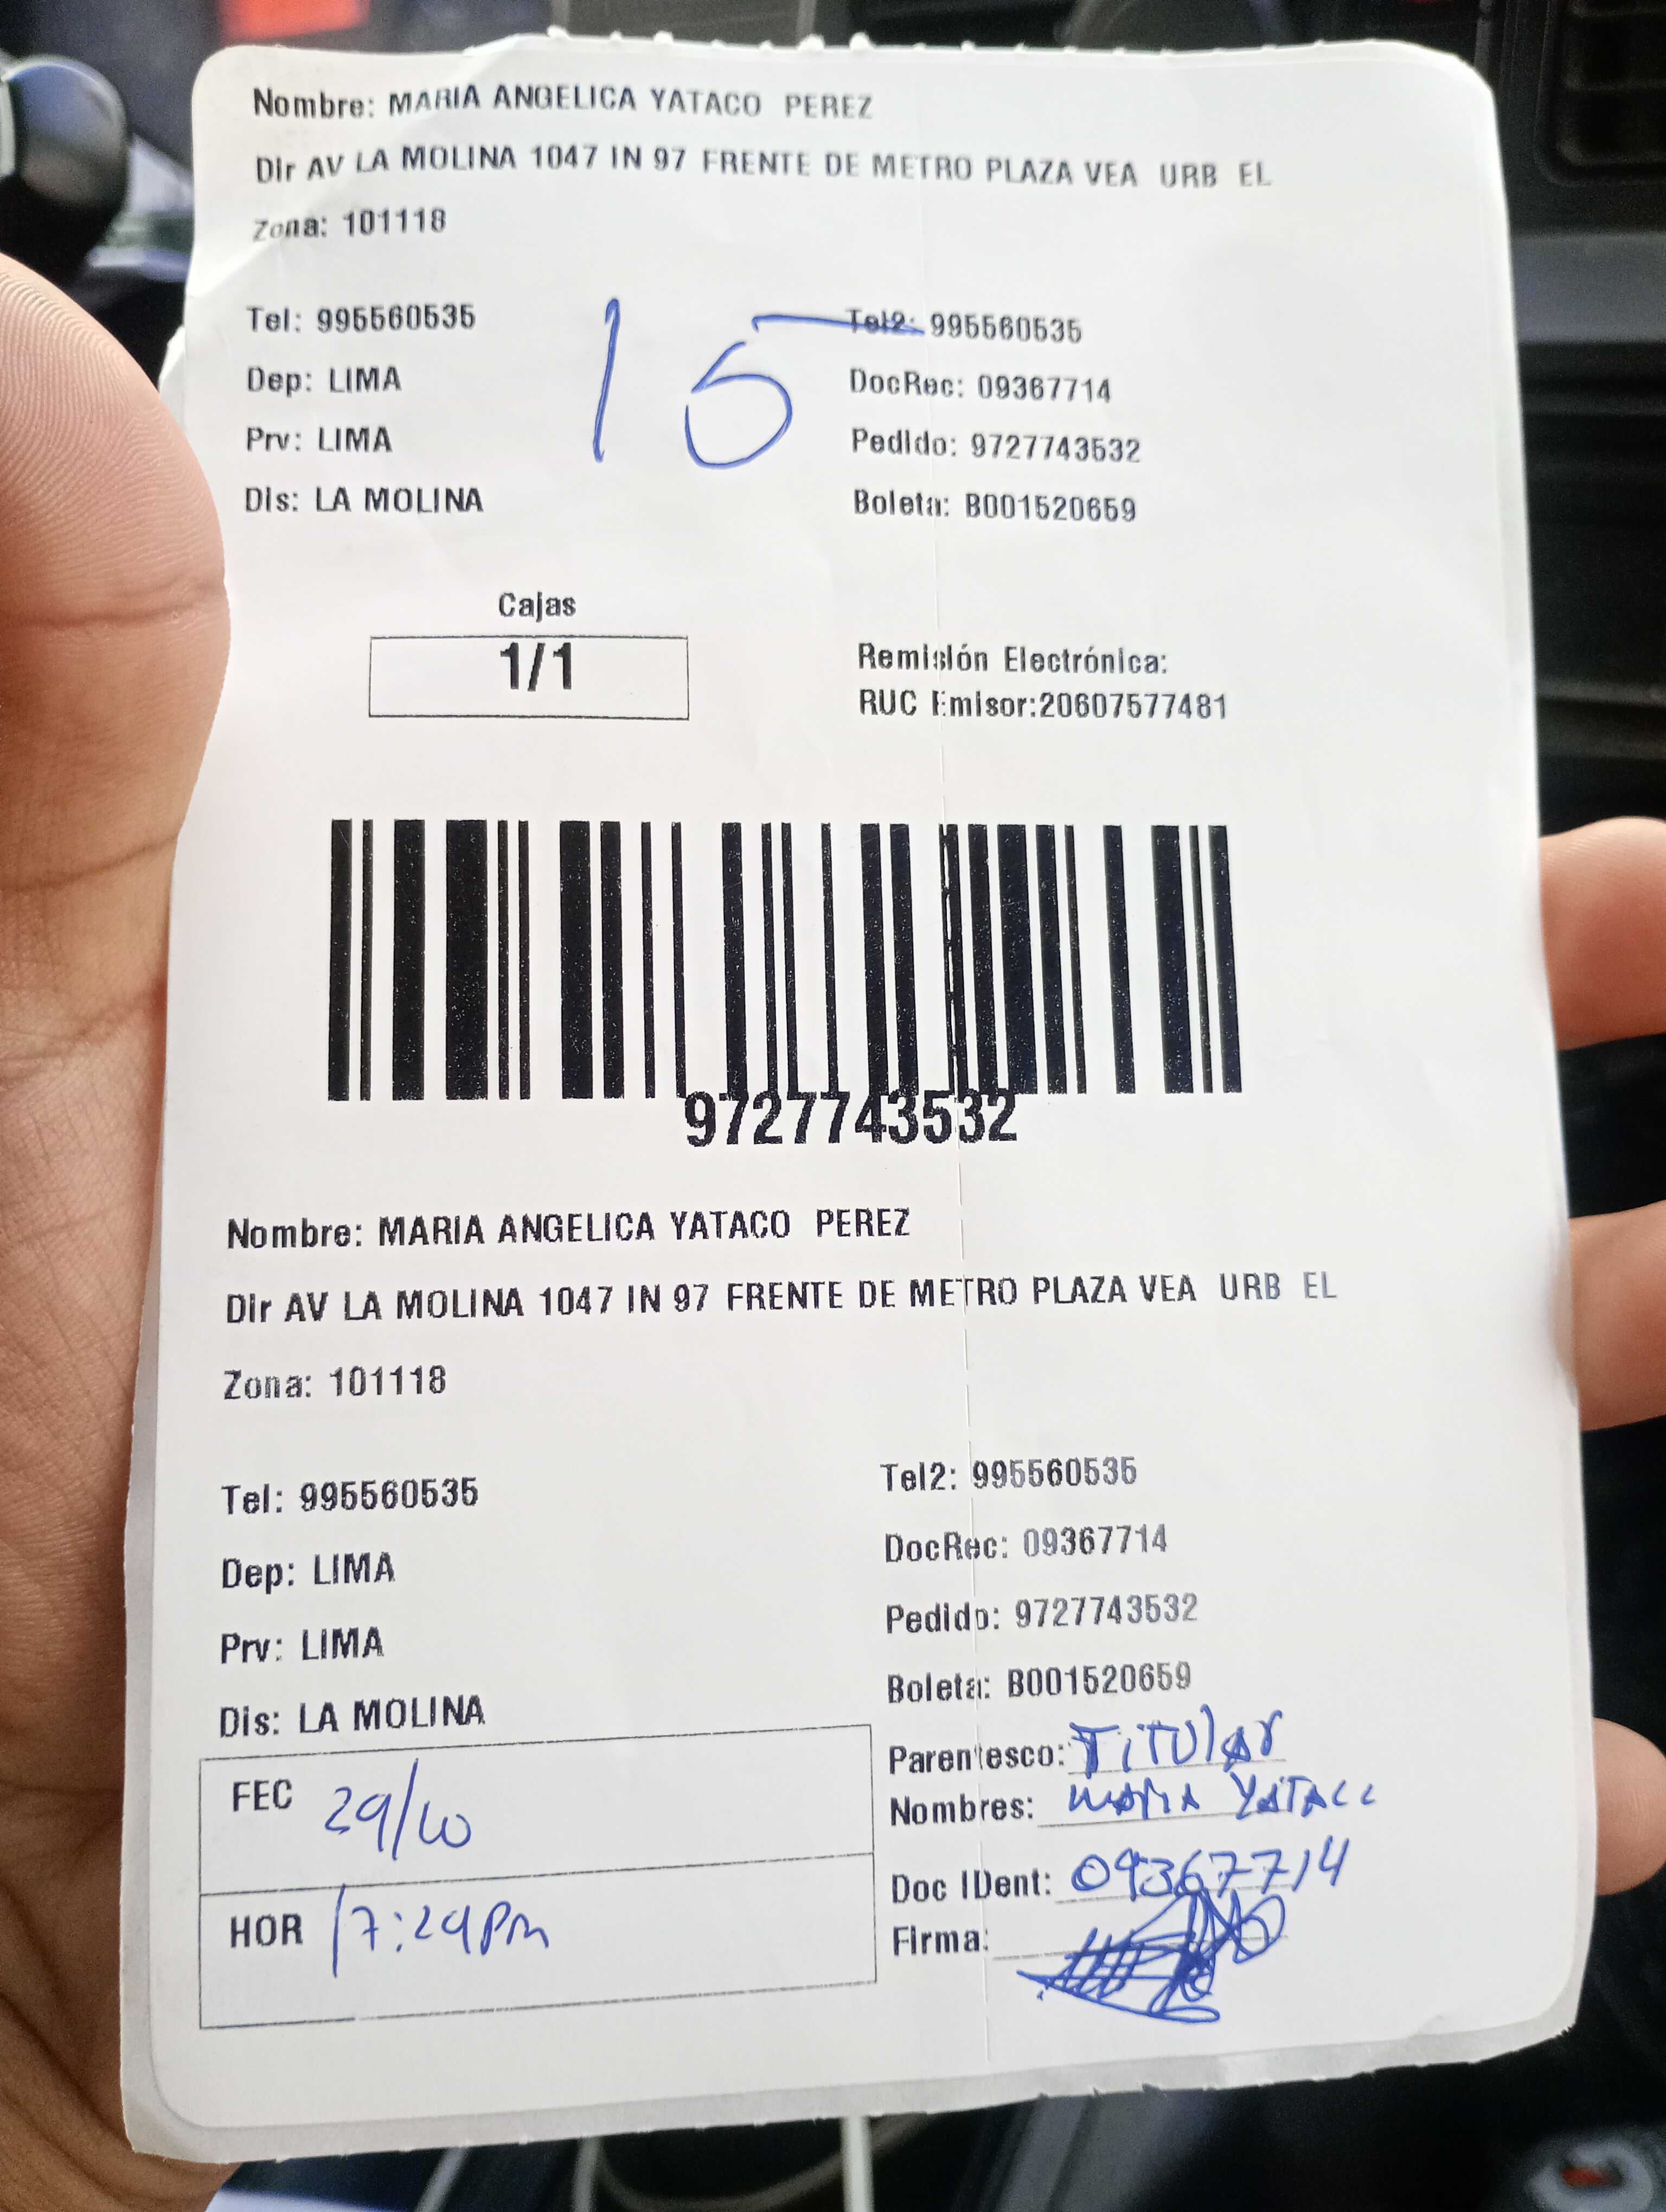 Nombre: MARIA ANGELICA YATACO PEREZ
Dir AV LA MOLINA 1047 IN 97 FRENTE DE METRO PLAZA VEA URB EL
Zona: 101118
Tel: 995560535
Tel2: 995560535
15
Dep: LIMA
DocRec: 09367714
Prv: LIMA
Pedido: 9727743532
Dis: LA MOLINA
Boleta: B001520659
Cajas
1/1
Remisión Electrónica:
RUC Emisor:20607577481
9727743532
Nombre: MARIA ANGELICA YATACO PEREZ
Dir AV LA MOLINA 1047 IN 97 FRENTE DE METRO PLAZA VEA URB EL
Zona: 101118
Tel: 995560535
Tel2: 995560535
Dep: LIMA
DocRec: 09367714
Prv: LIMA
Pedido: 9727743532
Dis: LA MOLINA
Boleta: B001520659
FEC 29/10
Parentesco: TiTULAR
Nombres: MARIA YATACO
Doc IDent: 09367714
HOR 17:29 PM
Firma: